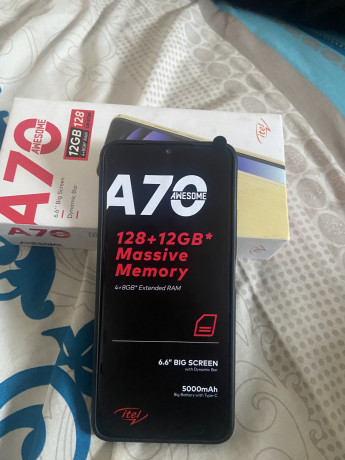 A70
AWESOME
12GB 128
6.6" Big Screen
Dynamic Bar
A70
itel
A70
AWESOME
128+12GB*
Massive
Memory
4+8GB* Extended RAM
6.6" BIG SCREEN
with Dynamic Bar
5000mAh
Big Battery with Type-C
itel